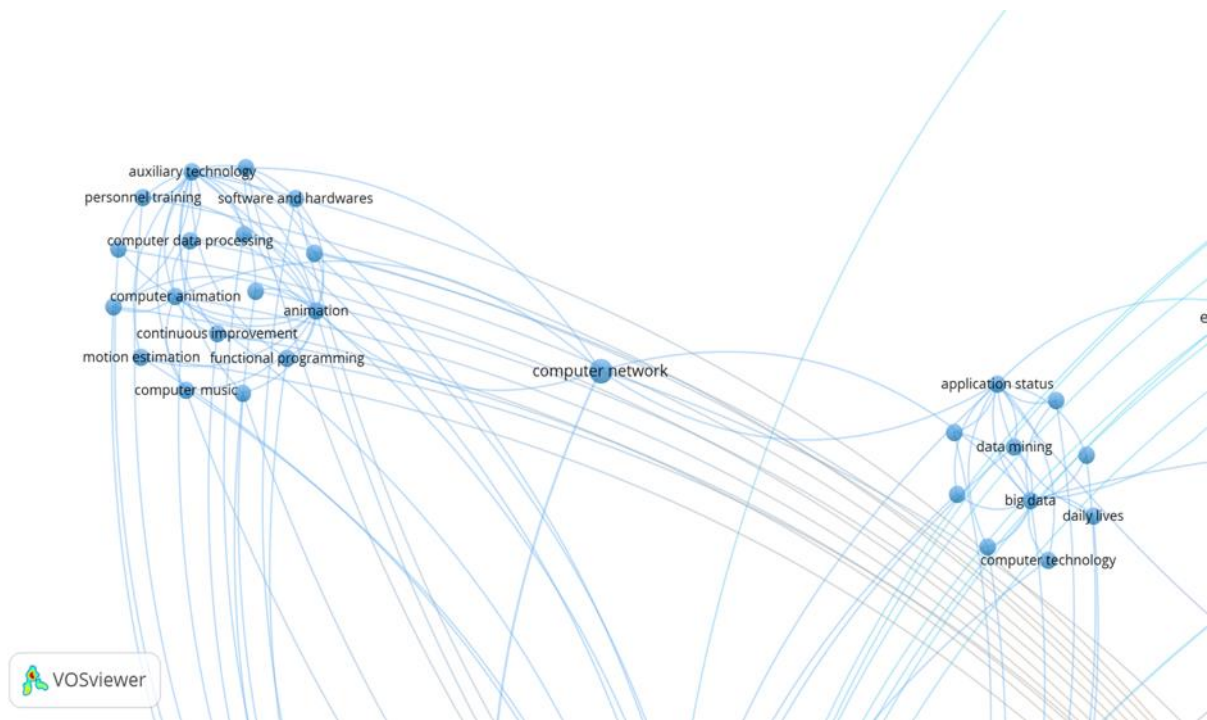 auxiliary technology
personnel training
software and hardwares
computer data processing
computer animation
animation
continuous improvement
motion estimation
functional programming
computer music
computer network
application status
data mining
big data
daily lives
computer technology
e
VOSviewer